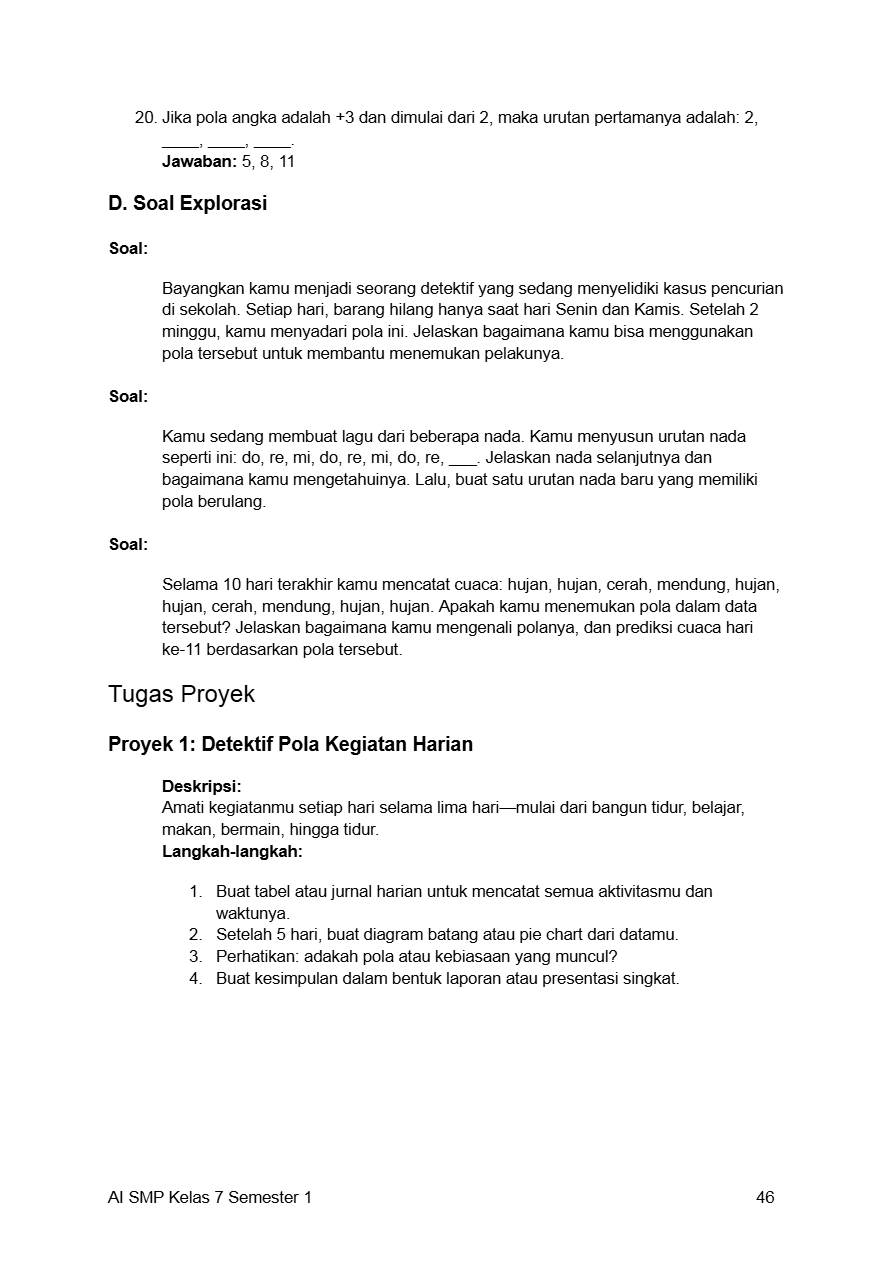 20. Jika pola angka adalah +3 dan dimulai dari 2, maka urutan pertamanya adalah: 2,
____, ____, ____.
Jawaban: 5, 8, 11
D. Soal Explorasi
Soal:
Bayangkan kamu menjadi seorang detektif yang sedang menyelidiki kasus pencurian
di sekolah. Setiap hari, barang hilang hanya saat hari Senin dan Kamis. Setelah 2
minggu, kamu menyadari pola ini. Jelaskan bagaimana kamu bisa menggunakan
pola tersebut untuk membantu menemukan pelakunya.
Soal:
Kamu sedang membuat lagu dari beberapa nada. Kamu menyusun urutan nada
seperti ini: do, re, mi, do, re, mi, do, re, ___. Jelaskan nada selanjutnya dan
bagaimana kamu mengetahuinya. Lalu, buat satu urutan nada baru yang memiliki
pola berulang.
Soal:
Selama 10 hari terakhir kamu mencatat cuaca: hujan, hujan, cerah, mendung, hujan,
hujan, cerah, mendung, hujan, hujan. Apakah kamu menemukan pola dalam data
tersebut? Jelaskan bagaimana kamu mengenali polanya, dan prediksi cuaca hari
ke-11 berdasarkan pola tersebut.
Tugas Proyek
Proyek 1: Detektif Pola Kegiatan Harian
Deskripsi:
Amati kegiatanmu setiap hari selama lima hari—mulai dari bangun tidur, belajar,
makan, bermain, hingga tidur.
Langkah-langkah:
1. Buat tabel atau jurnal harian untuk mencatat semua aktivitasmu dan
waktunya.
2. Setelah 5 hari, buat diagram batang atau pie chart dari datamu.
3. Perhatikan: adakah pola atau kebiasaan yang muncul?
4. Buat kesimpulan dalam bentuk laporan atau presentasi singkat.
AI SMP Kelas 7 Semester 1 46